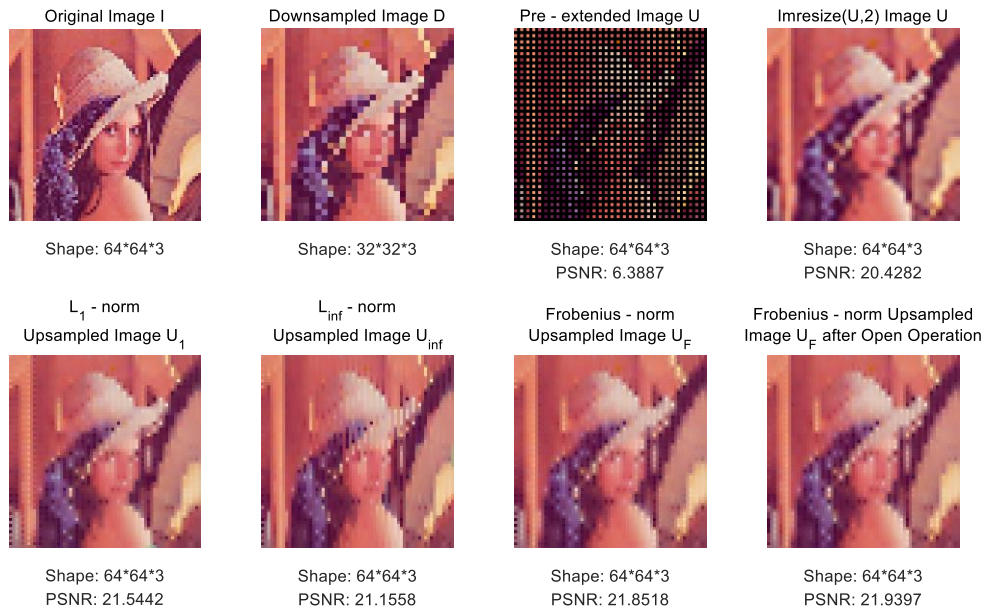 Original Image I
Downsampled Image D
Pre - extended Image U
Imresize(U,2) Image U
Shape: 64*64*3
Shape: 32*32*3
Shape: 64*64*3
PSNR: 6.3887
Shape: 64*64*3
PSNR: 20.4282
L1 - norm
Upsampled Image U1
Linf - norm
Upsampled Image Uinf
Frobenius - norm
Upsampled Image UF
Frobenius - norm Upsampled
Image UF after Open Operation
Shape: 64*64*3
PSNR: 21.5442
Shape: 64*64*3
PSNR: 21.1558
Shape: 64*64*3
PSNR: 21.8518
Shape: 64*64*3
PSNR: 21.9397